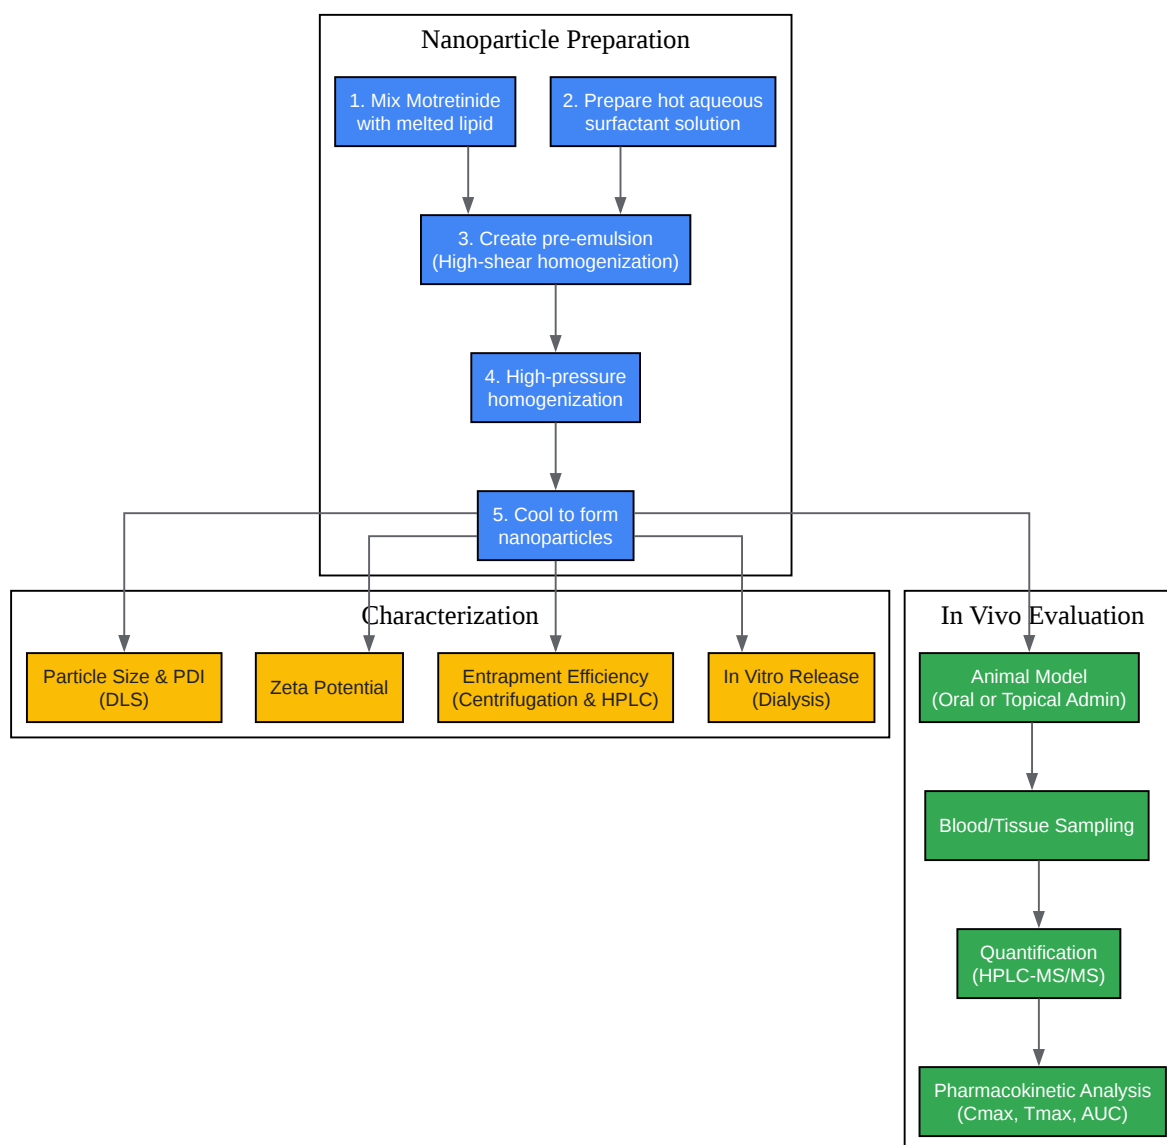 Nanoparticle Preparation
1. Mix Motretinide
with melted lipid
2. Prepare hot aqueous
surfactant solution
3. Create pre-emulsion
(High-shear homogenization)
4. High-pressure
homogenization
5. Cool to form
nanoparticles
Characterization
Particle Size & PDI
(DLS)
Zeta Potential
Entrapment Efficiency
(Centrifugation & HPLC)
In Vitro Release
(Dialysis)
In Vivo Evaluation
Animal Model
(Oral or Topical Admin)
Blood/Tissue Sampling
Quantification
(HPLC-MS/MS)
Pharmacokinetic Analysis
(Cmax, Tmax, AUC)